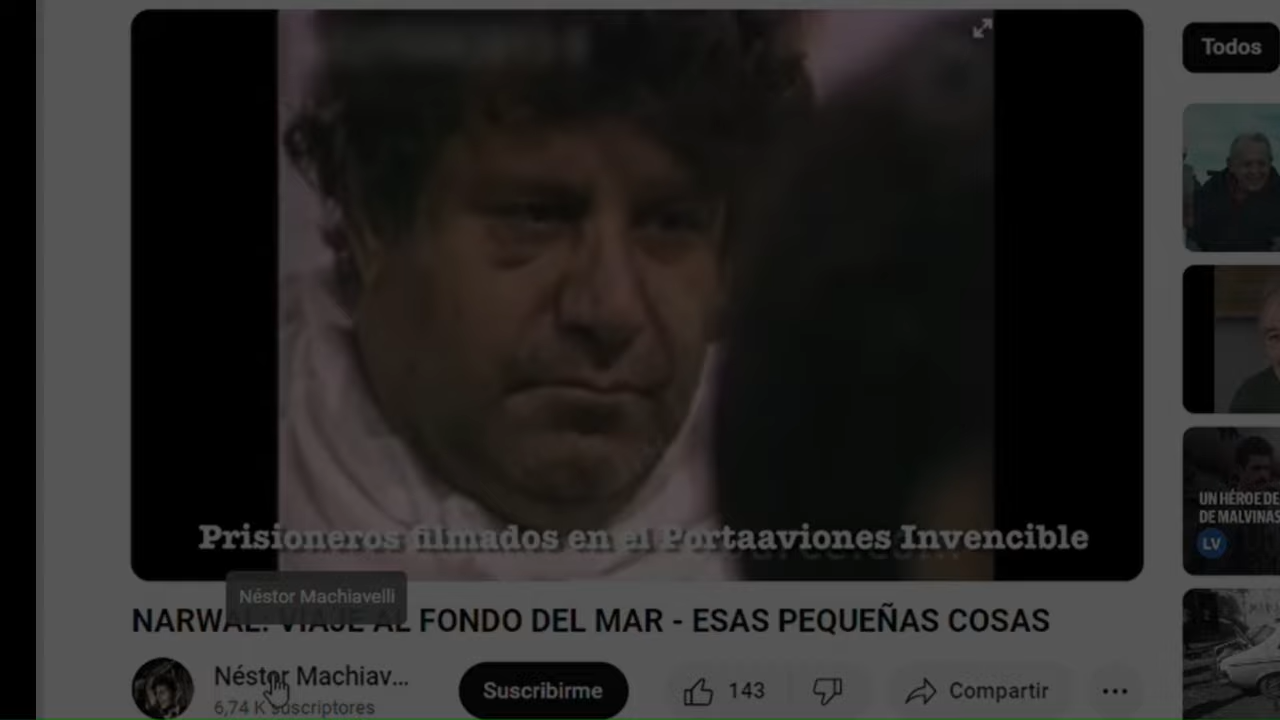 Todos
Prisioneros filmados en el Portaaviones Invencible
UN HÉROE DE
DE MALVINAS
LV
Néstor Machiavelli
NARWAL: VIAJE AL FONDO DEL MAR - ESAS PEQUEÑAS COSAS
Néstor Machiav...
6,74 K suscriptores
Suscribirme
143
Compartir